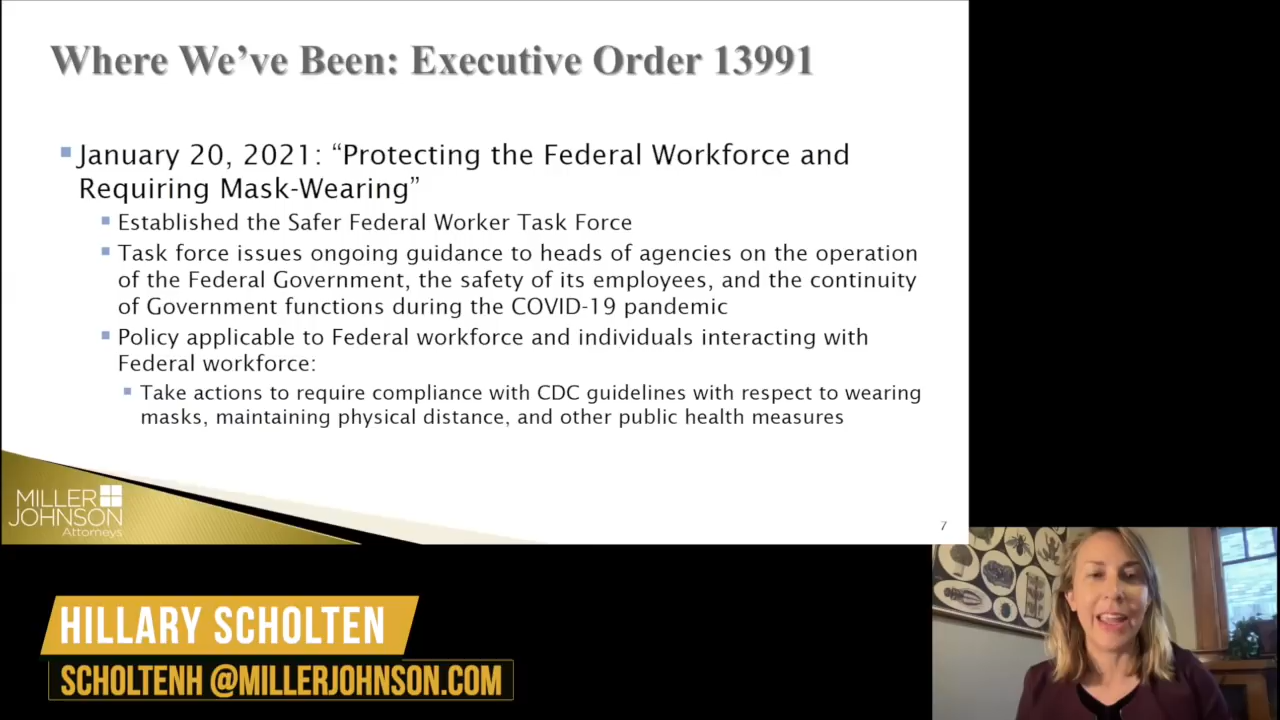 Where We’ve Been: Executive Order 13991
January 20, 2021: “Protecting the Federal Workforce and
Requiring Mask-Wearing”
Established the Safer Federal Worker Task Force
Task force issues ongoing guidance to heads of agencies on the operation
of the Federal Government, the safety of its employees, and the continuity
of Government functions during the COVID-19 pandemic
Policy applicable to Federal workforce and individuals interacting with
Federal workforce:
Take actions to require compliance with CDC guidelines with respect to wearing
masks, maintaining physical distance, and other public health measures
MILLER
JOHNSON
Attorneys
7
HILLARY SCHOLTEN
SCHOLTENH @MILLERJOHNSON.COM